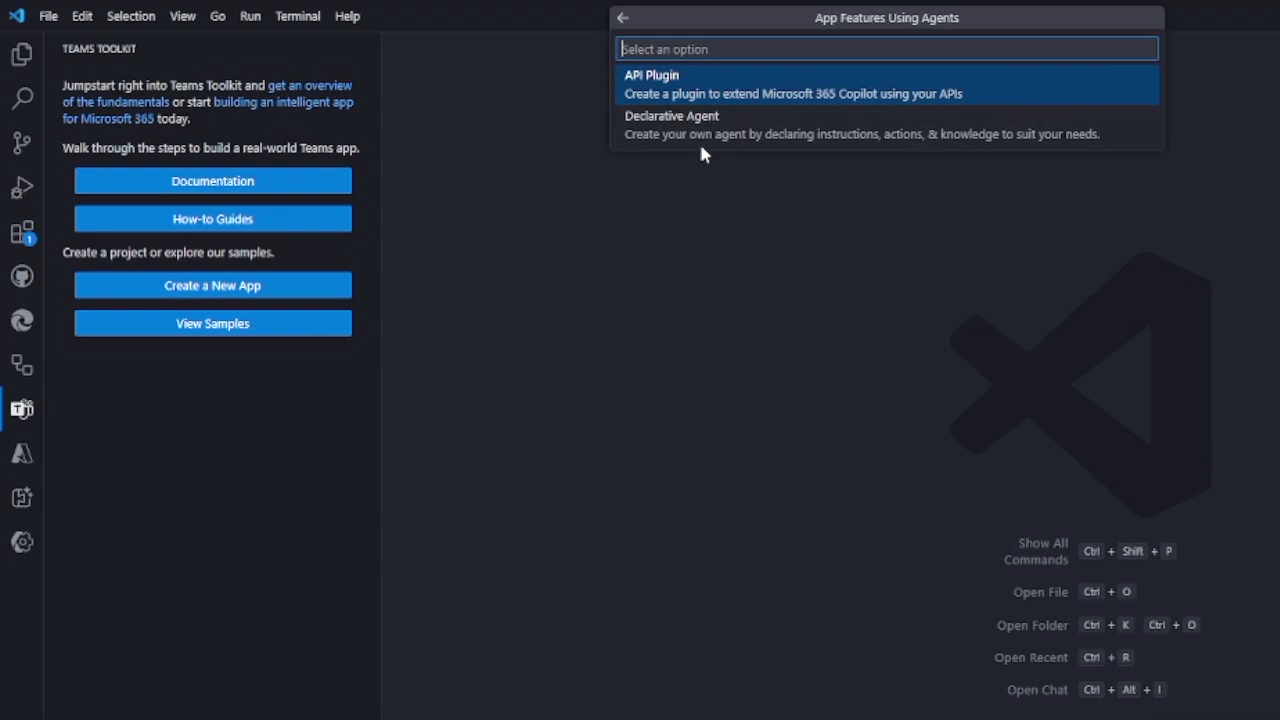 File Edit Selection View Go Run Terminal Help
App Features Using Agents
Select an option
API Plugin
Create a plugin to extend Microsoft 365 Copilot using your APIs
Declarative Agent
Create your own agent by declaring instructions, actions, & knowledge to suit your needs.
TEAMS TOOLKIT
Jumpstart right into Teams Toolkit and get an overview
of the fundamentals or start building an intelligent app
for Microsoft 365 today.
Walk through the steps to build a real-world Teams app.
Documentation
How-to Guides
Create a project or explore our samples.
Create a New App
View Samples
1
Show All
Commands Ctrl + Shift + P
Open File Ctrl + O
Open Folder Ctrl + K Ctrl + O
Open Recent Ctrl + R
Open Chat Ctrl + Alt + I